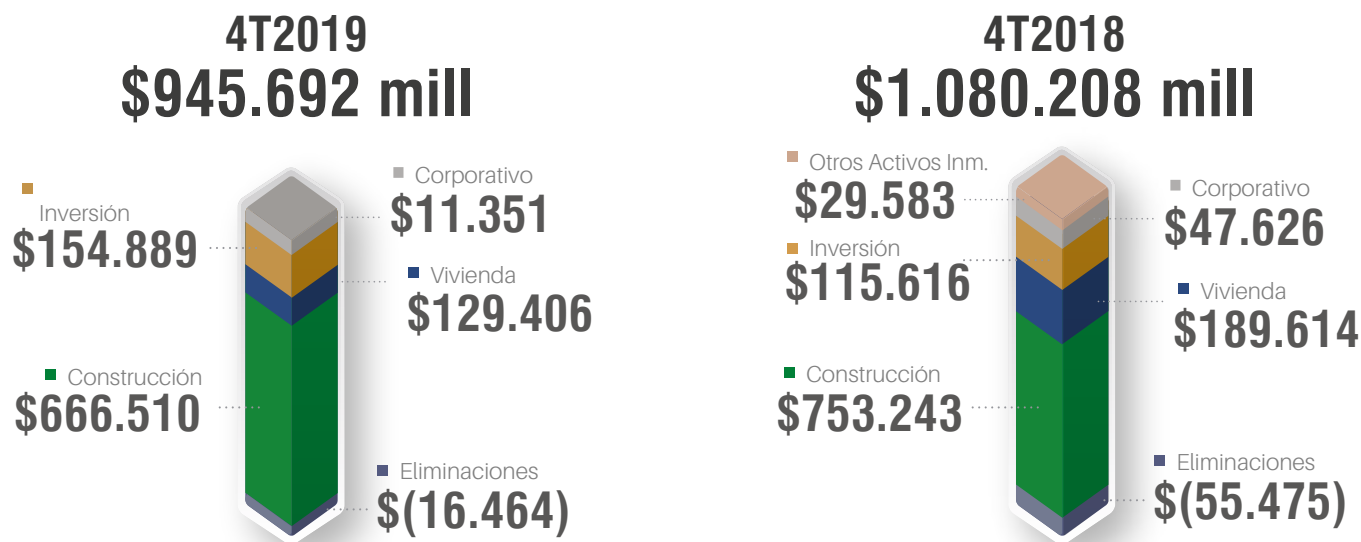 4T2019
$945.692 mill
Inversión
$154.889
Corporativo
$11.351
Vivienda
$129.406
Construcción
$666.510
Eliminaciones
$(16.464)
4T2018
$1.080.208 mill
Otros Activos Inm.
$29.583
Corporativo
$47.626
Inversión
$115.616
Vivienda
$189.614
Construcción
$753.243
Eliminaciones
$(55.475)